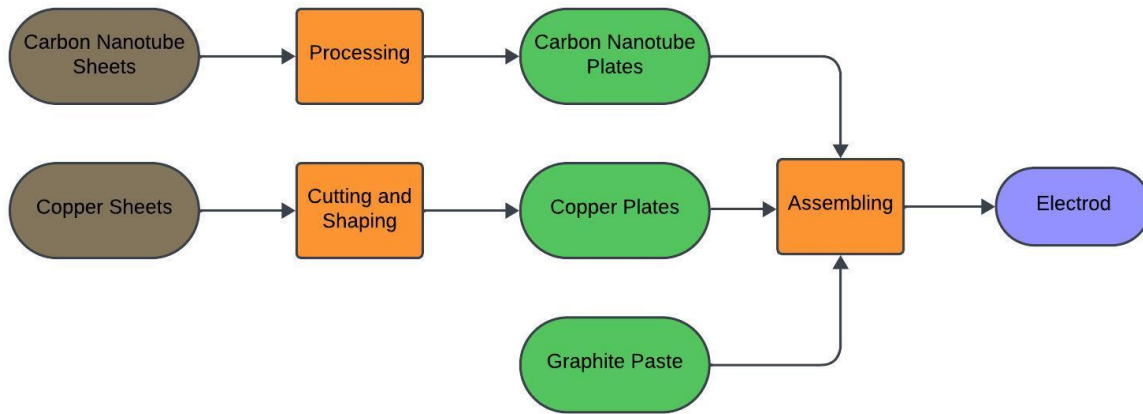 Carbon Nanotube
Sheets
Processing
Carbon Nanotube
Plates
Copper Sheets
Cutting and
Shaping
Copper Plates
Assembling
Electrod
Graphite Paste